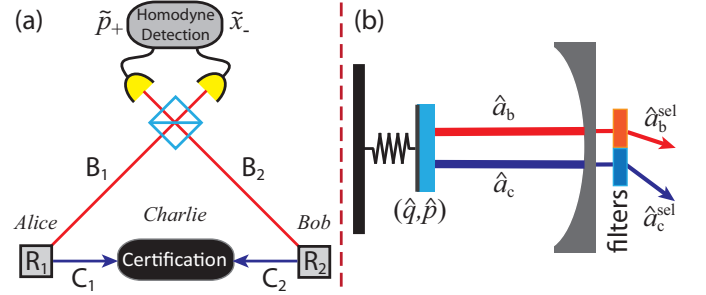 (a)
p̃₊
Homodyne
Detection
x̃₋
B₁
B₂
Alice
Charlie
Bob
R₁
Certification
R₂
C₁
C₂
(b)
â_b
â_b^sel
â_c
(q̂,p̂)
â_c^sel
filters